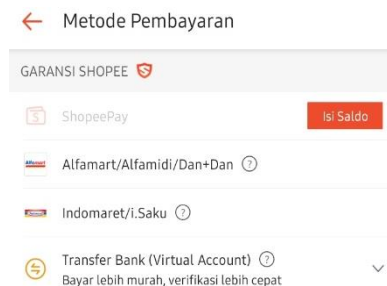 Metode Pembayaran
GARANSI SHOPEE
ShopeePay
Isi Saldo
Alfamart Alfamart/Alfamidi/Dan+Dan ?
Indomaret/i.Saku ?
Transfer Bank (Virtual Account) ?
Bayar lebih murah, verifikasi lebih cepat